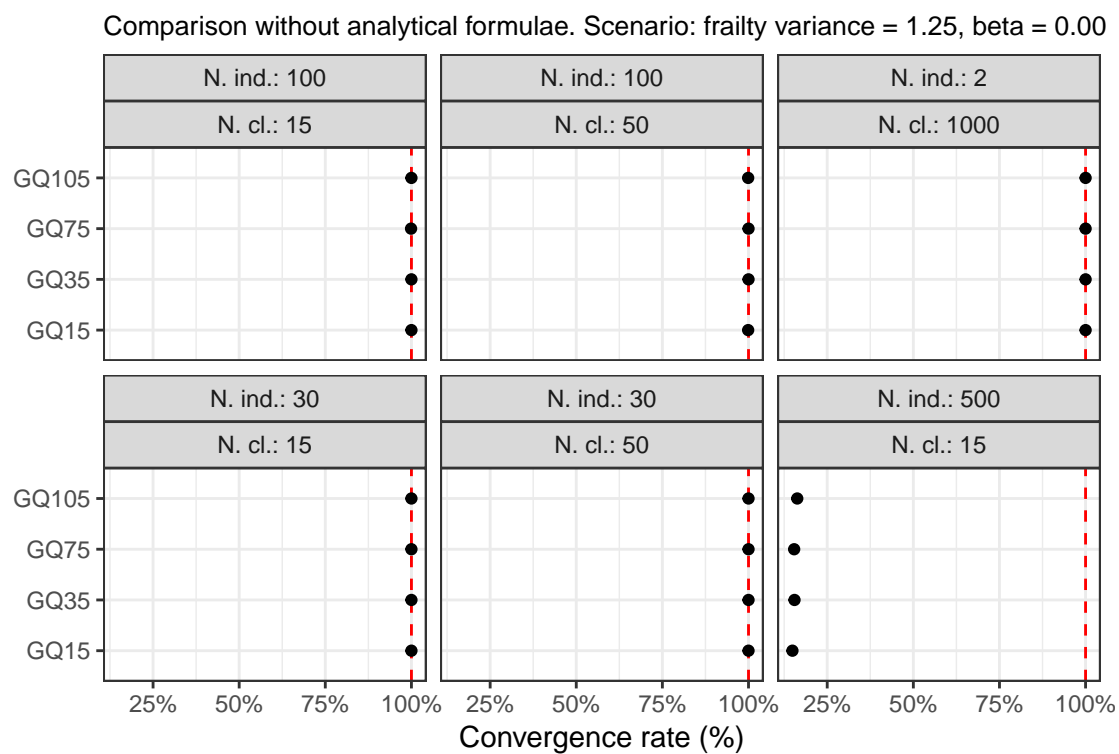 Comparison without analytical formulae. Scenario: frailty variance = 1.25, beta = 0.00
N. ind.: 100 N. ind.: 100 N. ind.: 2
N. cl.: 15 N. cl.: 50 N. cl.: 1000
GQ105
GQ75
GQ35
GQ15
N. ind.: 30 N. ind.: 30 N. ind.: 500
N. cl.: 15 N. cl.: 50 N. cl.: 15
GQ105
GQ75
GQ35
GQ15
25% 50% 75% 100% 25% 50% 75% 100% 25% 50% 75% 100%
Convergence rate (%)